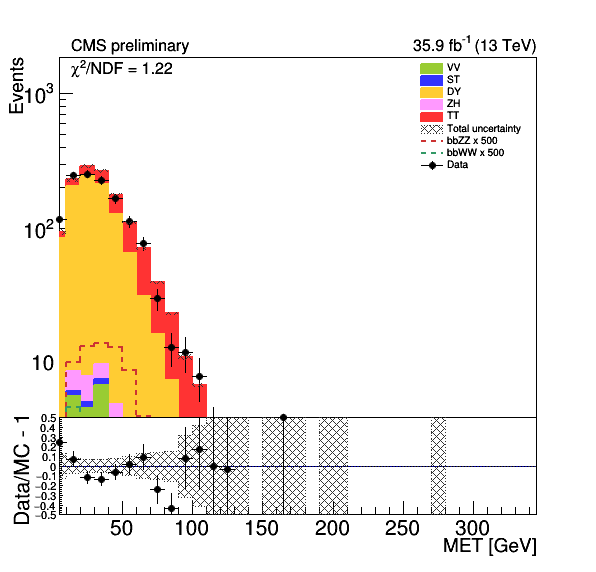 CMS preliminary 35.9 fb⁻¹ (13 TeV)
Events
χ²/NDF = 1.22
VV
ST
DY
ZH
TT
Total uncertainty
bbZZ x 500
bbWW x 500
Data
10³
10²
10
Data/MC - 1
0.5
0.4
0.3
0.2
0.1
0
−0.1
−0.2
−0.3
−0.4
−0.5
50 100 150 200 250 300
MET [GeV]